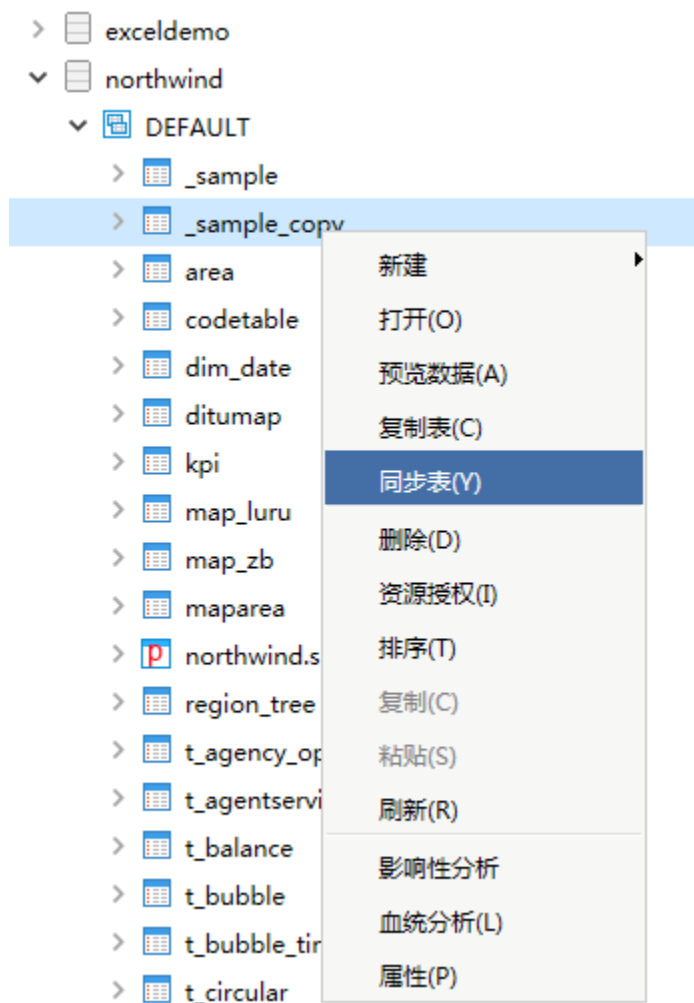 exceldemo
northwind
DEFAULT
_sample
_sample_copy
area
codetable
dim_date
ditumap
kpi
map_luru
map_zb
maparea
northwind.s
region_tree
t_agency_op
t_agentservi
t_balance
t_bubble
t_bubble_tir
t_circular
新建
打开(O)
预览数据(A)
复制表(C)
同步表(Y)
删除(D)
资源授权(I)
排序(T)
复制(C)
粘贴(S)
刷新(R)
影响性分析
血统分析(L)
属性(P)